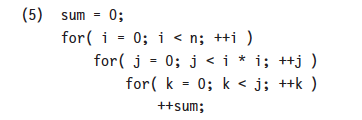 (5) sum = 0;
for( i = 0; i < n; ++i )
for( j = 0; j < i * i; ++j )
for( k = 0; k < j; ++k )
++sum;